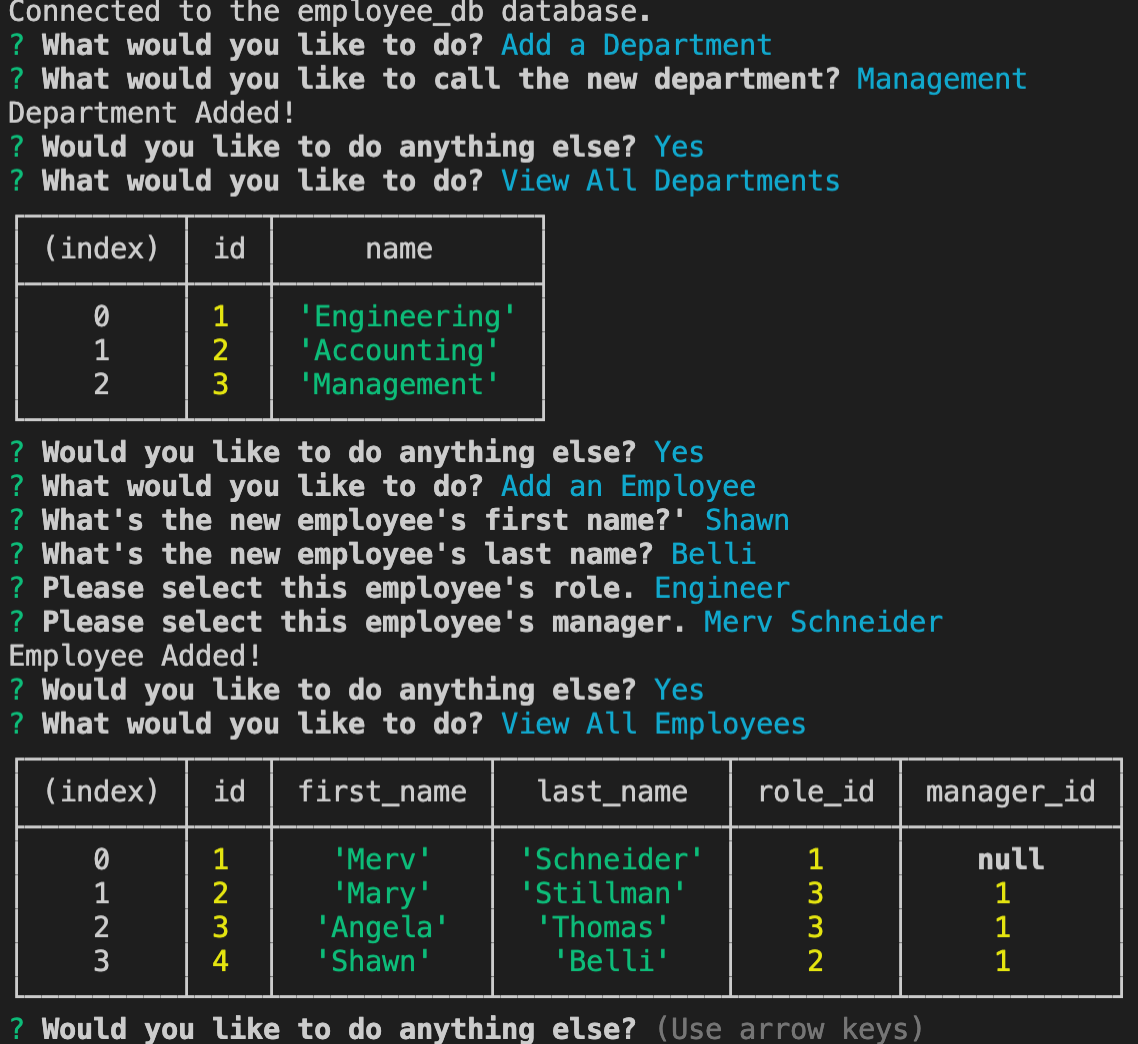 Connected to the employee_db database.
? What would you like to do? Add a Department
? What would you like to call the new department? Management
Department Added!
? Would you like to do anything else? Yes
? What would you like to do? View All Departments
(index) id name
0 1 'Engineering'
1 2 'Accounting'
2 3 'Management'
? Would you like to do anything else? Yes
? What would you like to do? Add an Employee
? What's the new employee's first name?' Shawn
? What's the new employee's last name? Belli
? Please select this employee's role. Engineer
? Please select this employee's manager. Merv Schneider
Employee Added!
? Would you like to do anything else? Yes
? What would you like to do? View All Employees
(index) id first_name last_name role_id manager_id
0 1 'Merv' 'Schneider' 1 null
1 2 'Mary' 'Stillman' 3 1
2 3 'Angela' 'Thomas' 3 1
3 4 'Shawn' 'Belli' 2 1
? Would you like to do anything else? (Use arrow keys)